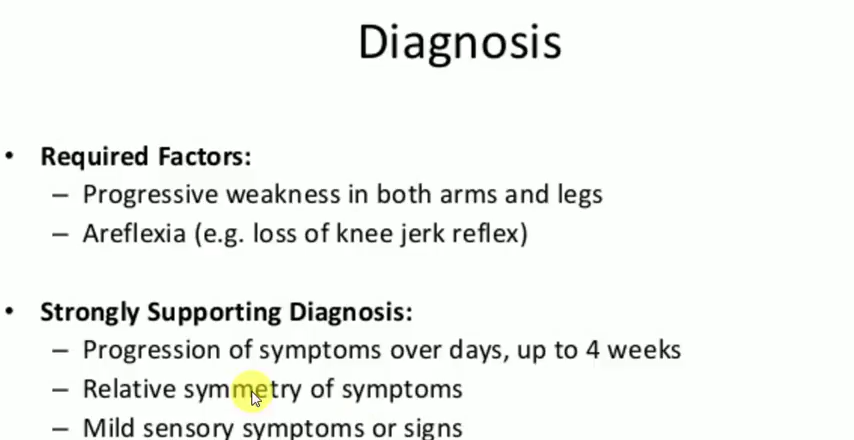 Diagnosis
• Required Factors:
– Progressive weakness in both arms and legs
– Areflexia (e.g. loss of knee jerk reflex)
• Strongly Supporting Diagnosis:
– Progression of symptoms over days, up to 4 weeks
– Relative symmetry of symptoms
– Mild sensory symptoms or signs